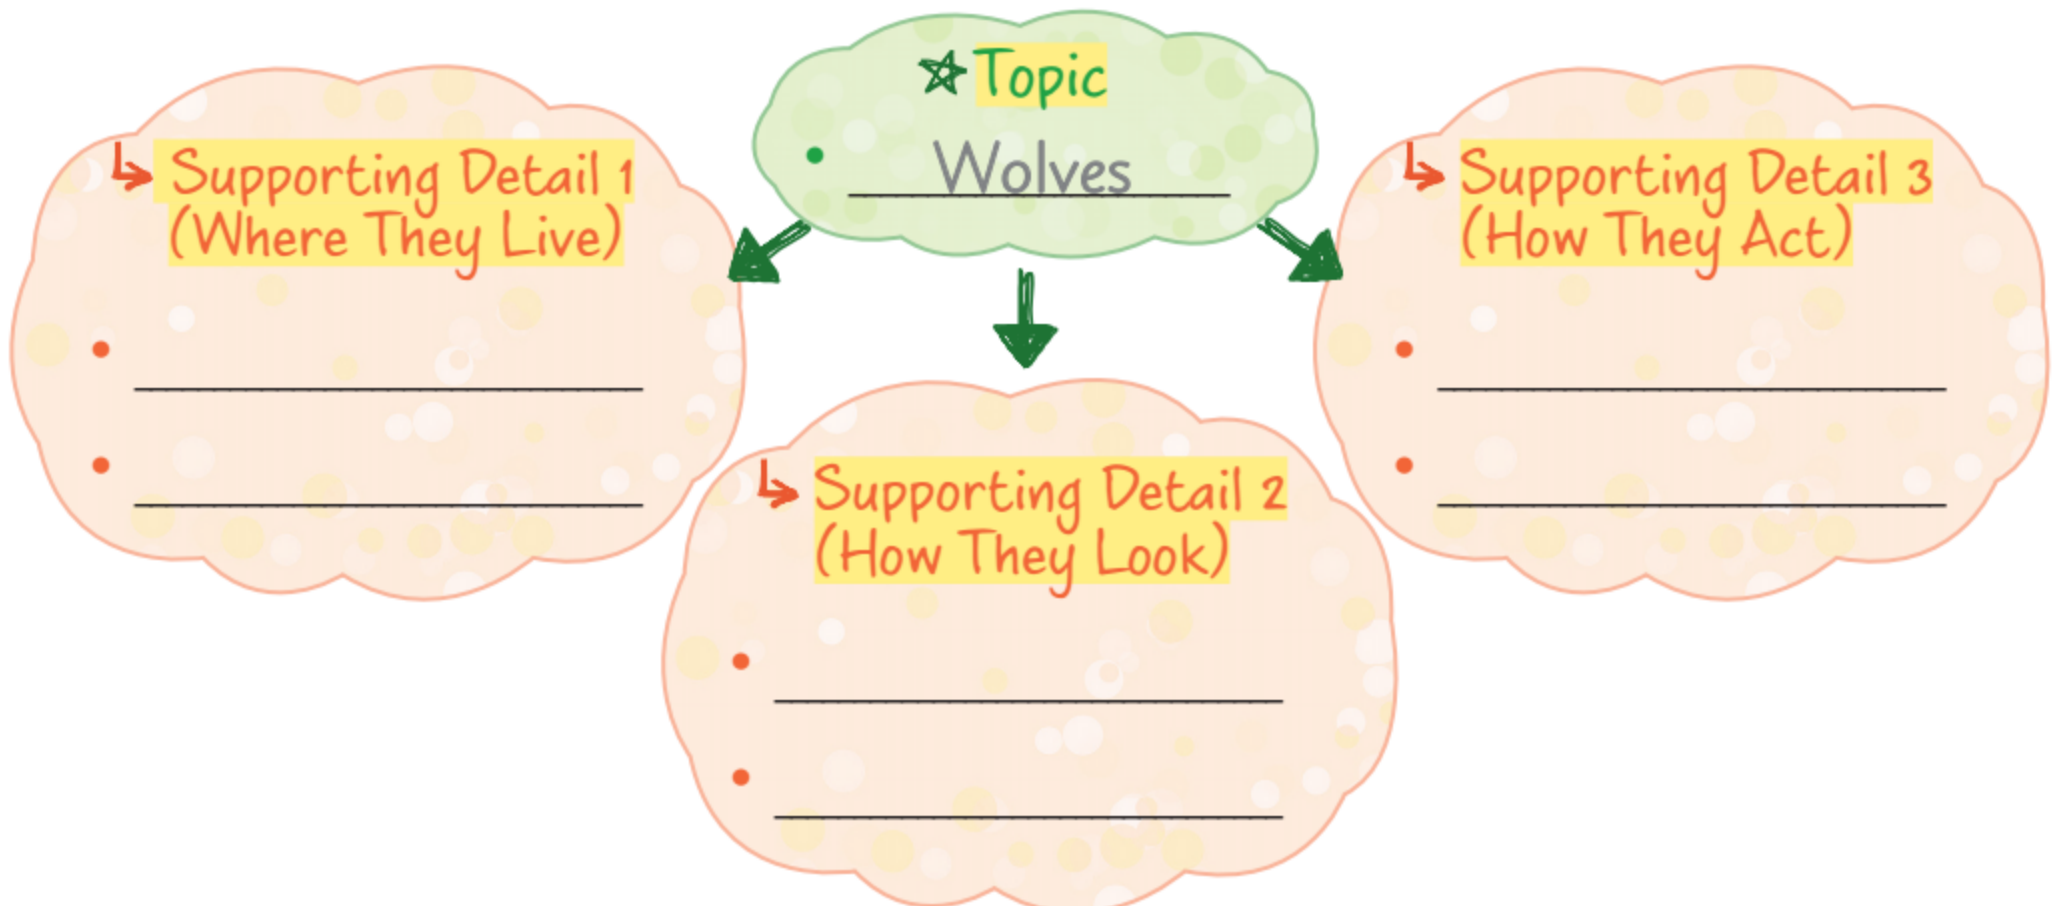 Topic
Wolves
Supporting Detail 1
(Where They Live)
Supporting Detail 2
(How They Look)
Supporting Detail 3
(How They Act)